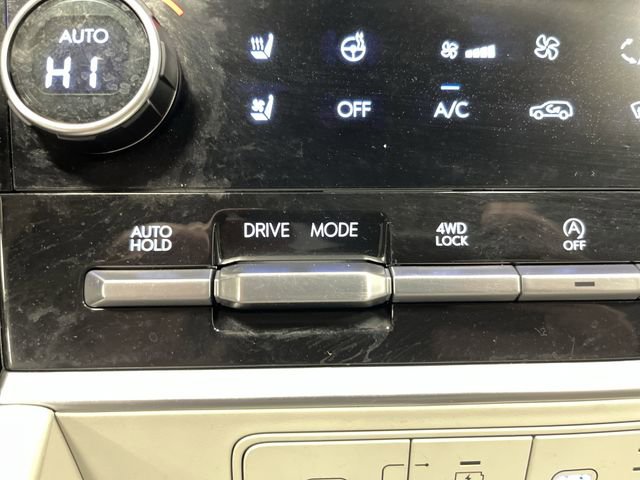 AUTO
HI
OFF
A/C
AUTO
HOLD
DRIVE MODE
4WD
LOCK
A
OFF